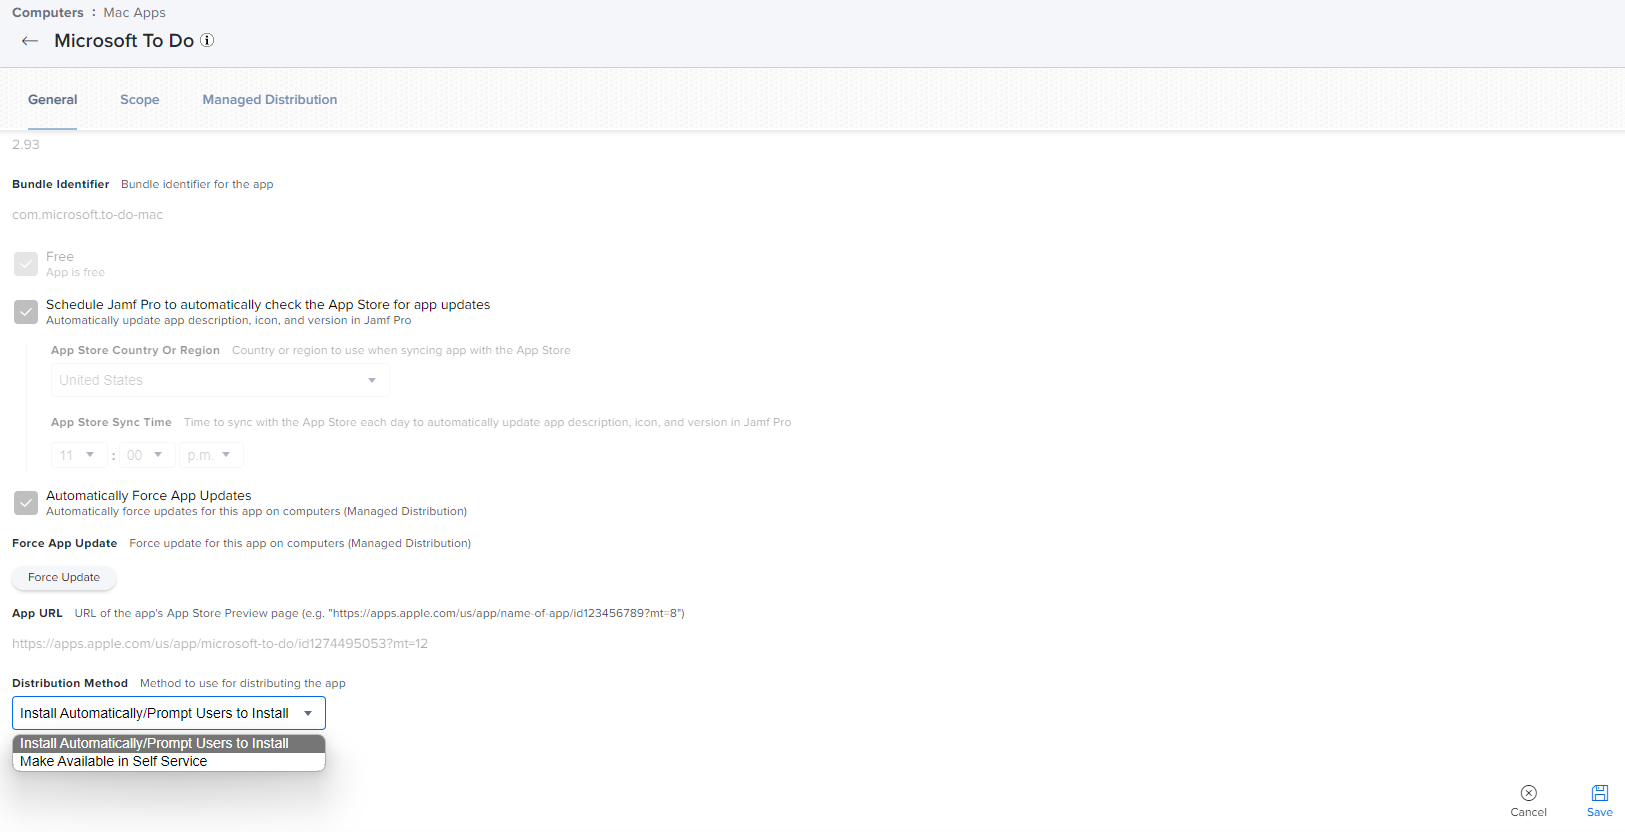 Computers : Mac Apps
Microsoft To Do
General Scope Managed Distribution
2.93
Bundle Identifier Bundle identifier for the app
com.microsoft.to-do-mac
Free
App is free
Schedule Jamf Pro to automatically check the App Store for app updates
Automatically update app description, icon, and version in Jamf Pro
App Store Country Or Region Country or region to use when syncing app with the App Store
United States
App Store Sync Time Time to sync with the App Store each day to automatically update app description, icon, and version in Jamf Pro
11 : 00 p.m.
Automatically Force App Updates
Automatically force updates for this app on computers (Managed Distribution)
Force App Update Force update for this app on computers (Managed Distribution)
Force Update
App URL URL of the app's App Store Preview page (e.g. "https://apps.apple.com/us/app/name-of-app/id123456789?mt=8")
https://apps.apple.com/us/app/microsoft-to-do/id1274495053?mt=12
Distribution Method Method to use for distributing the app
Install Automatically/Prompt Users to Install
Install Automatically/Prompt Users to Install
Make Available in Self Service
Cancel Save